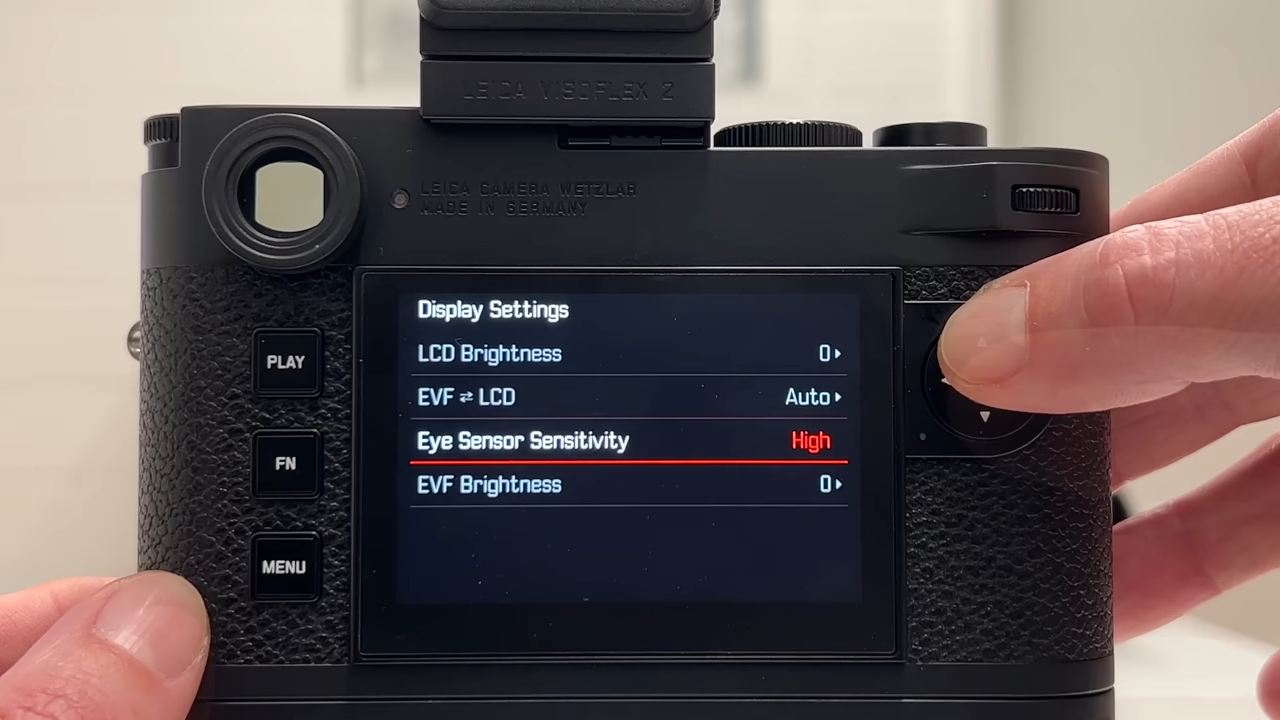 LEICA VISOFLEX 2
LEICA CAMERA WETZLAR
MADE IN GERMANY
Display Settings
LCD Brightness 0
EVF ⇄ LCD Auto
Eye Sensor Sensitivity High
EVF Brightness 0
PLAY
FN
MENU